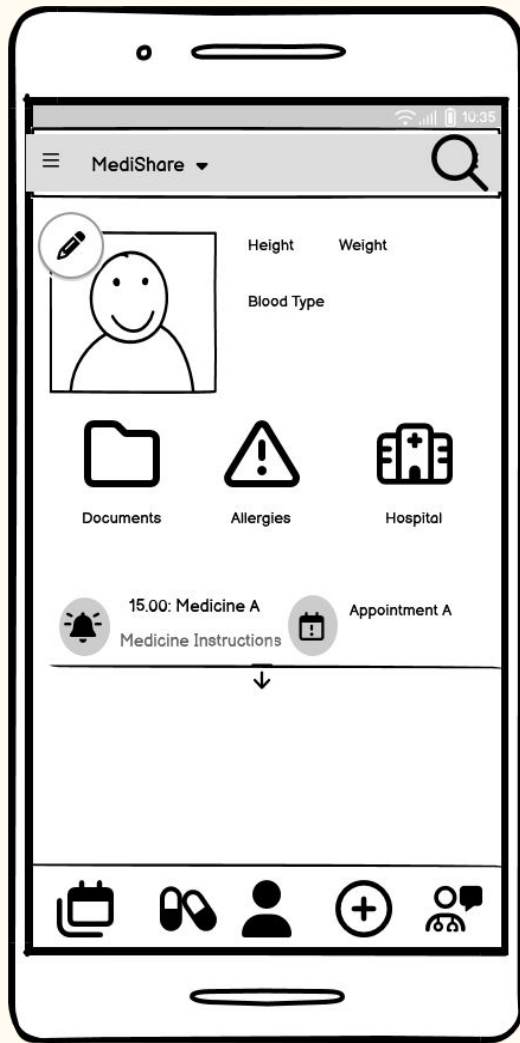 10:35
MediShare
Height Weight
Blood Type
Documents Allergies Hospital
15.00: Medicine A
Appointment A
Medicine Instructions